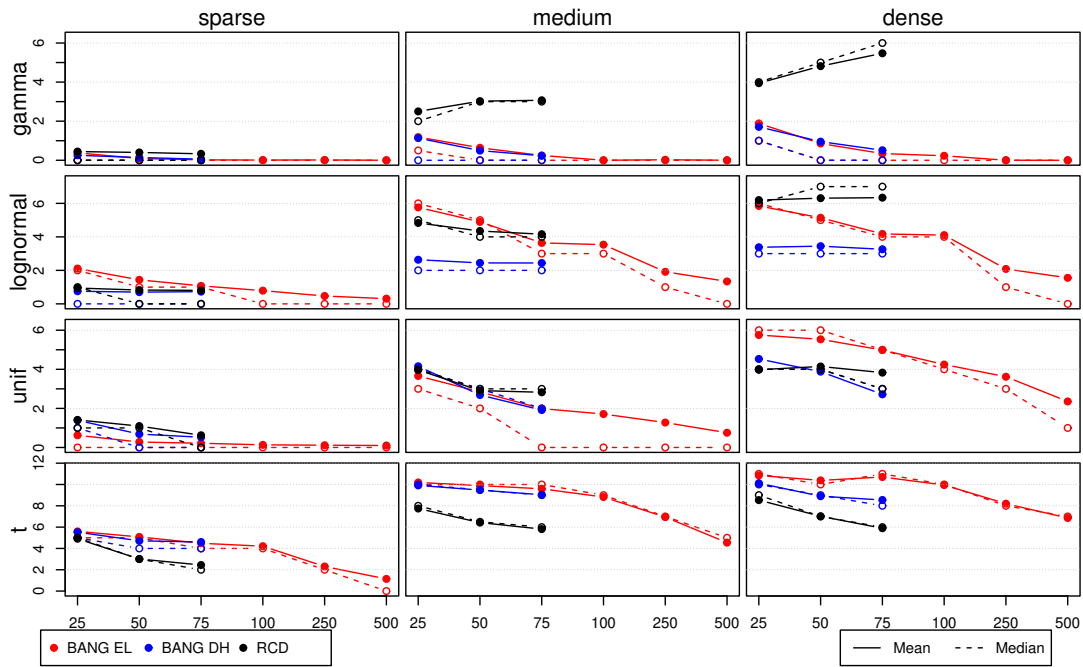 sparse medium dense
gamma
0 2 4 6
lognormal
0 2 4 6
unif
0 2 4 6
t
0 2 4 6 8 10 12
25 50 75 100 250 500 25 50 75 100 250 500 25 50 75 100 250 500
BANG EL BANG DH RCD Mean Median